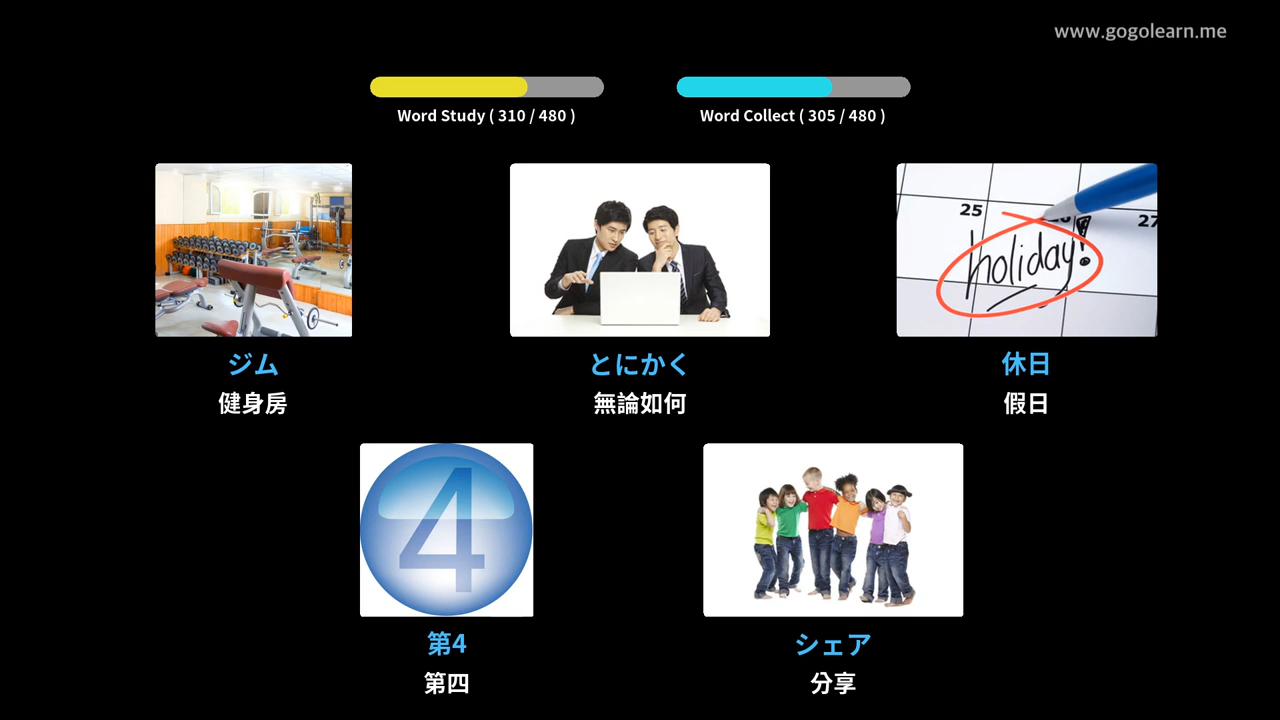 www.gogolearn.me
Word Study ( 310 / 480 )
Word Collect ( 305 / 480 )
25
27
holiday!
ジム
とにかく
休日
健身房
無論如何
假日
4
第4
シェア
第四
分享